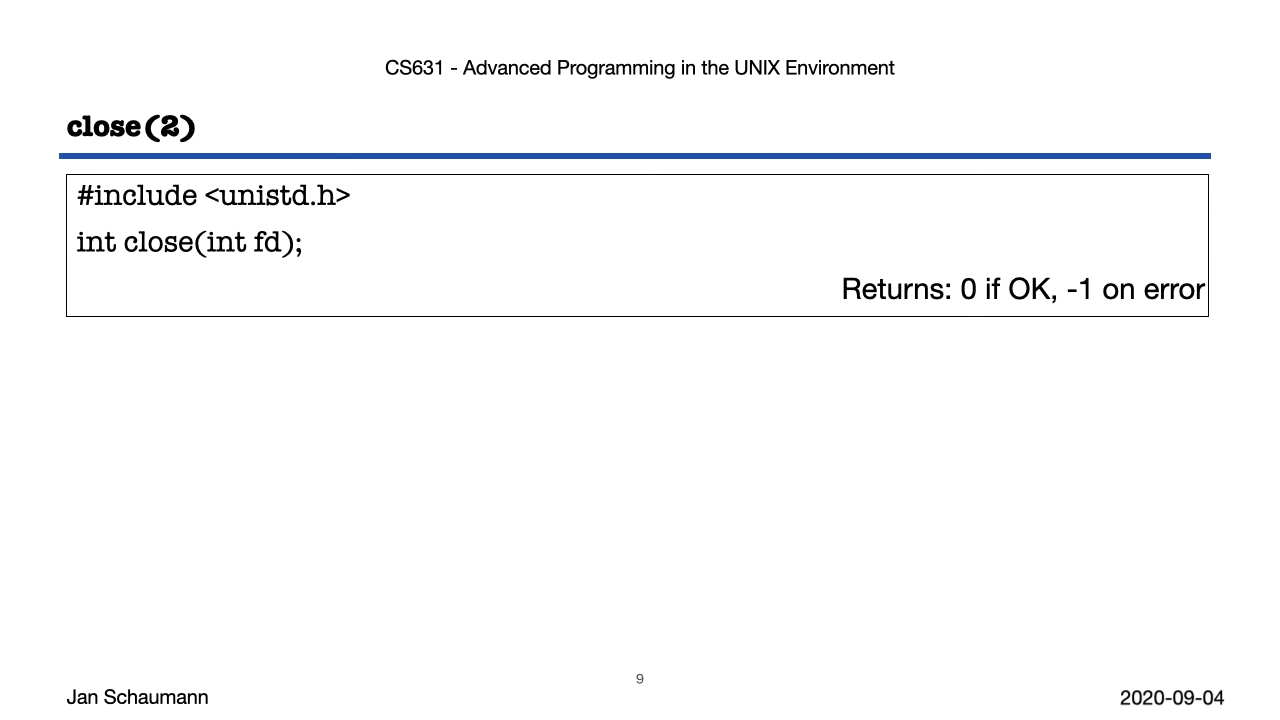 CS631 - Advanced Programming in the UNIX Environment
close(2)
#include <unistd.h>
int close(int fd);
Returns: 0 if OK, -1 on error
9
Jan Schaumann
2020-09-04